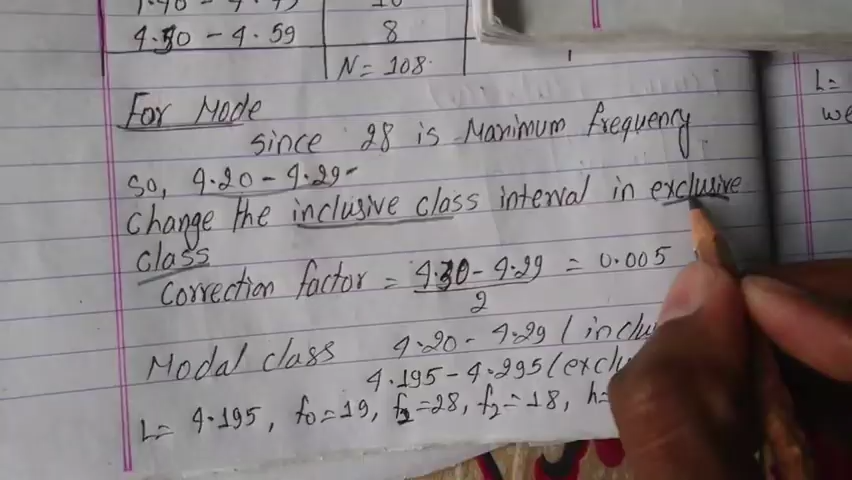 4.50 - 4.59 8
N = 108.
For Mode
Since 28 is Maximum frequency
So, 4.20 - 4.29
Change the inclusive class interval in exclusive
class
Correction factor = 4.30 - 4.29 = 0.005
2
Modal class 4.20 - 4.29 (inclu
4.195 - 4.295 (exclu
L = 4.195, f0 = 19, f1 = 28, f2 = 18, h=
L=
we